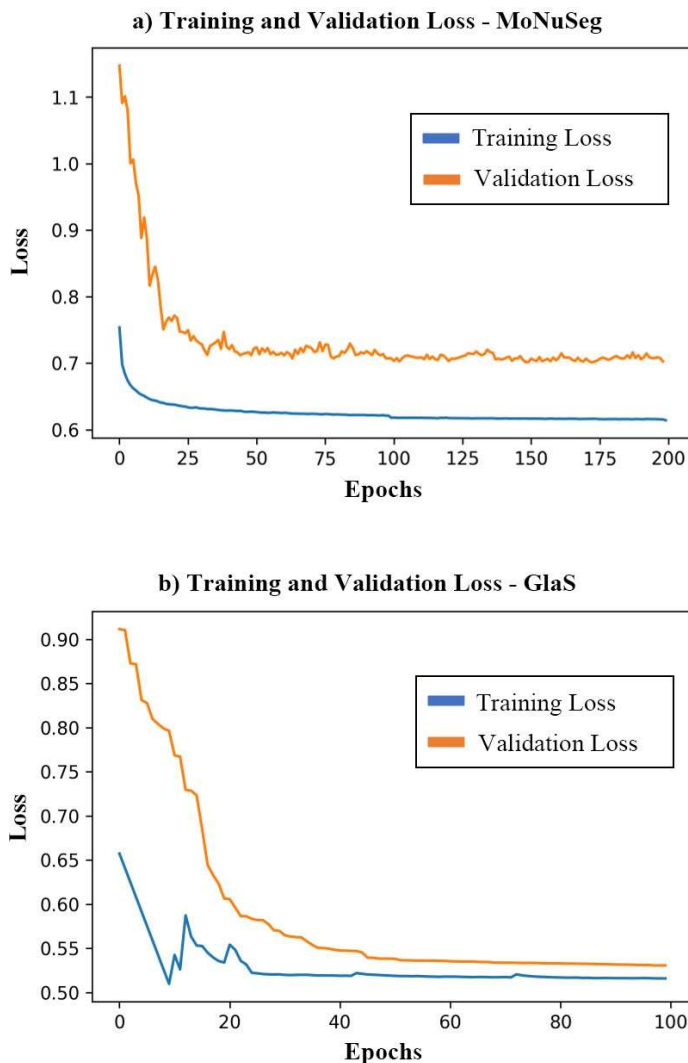 a) Training and Validation Loss - MoNuSeg
1.1
1.0
0.9
0.8
0.7
0.6
Loss
Training Loss
Validation Loss
0 25 50 75 100 125 150 175 200
Epochs
b) Training and Validation Loss - GlaS
0.90
0.85
0.80
0.75
0.70
0.65
0.60
0.55
0.50
Loss
Training Loss
Validation Loss
0 20 40 60 80 100
Epochs